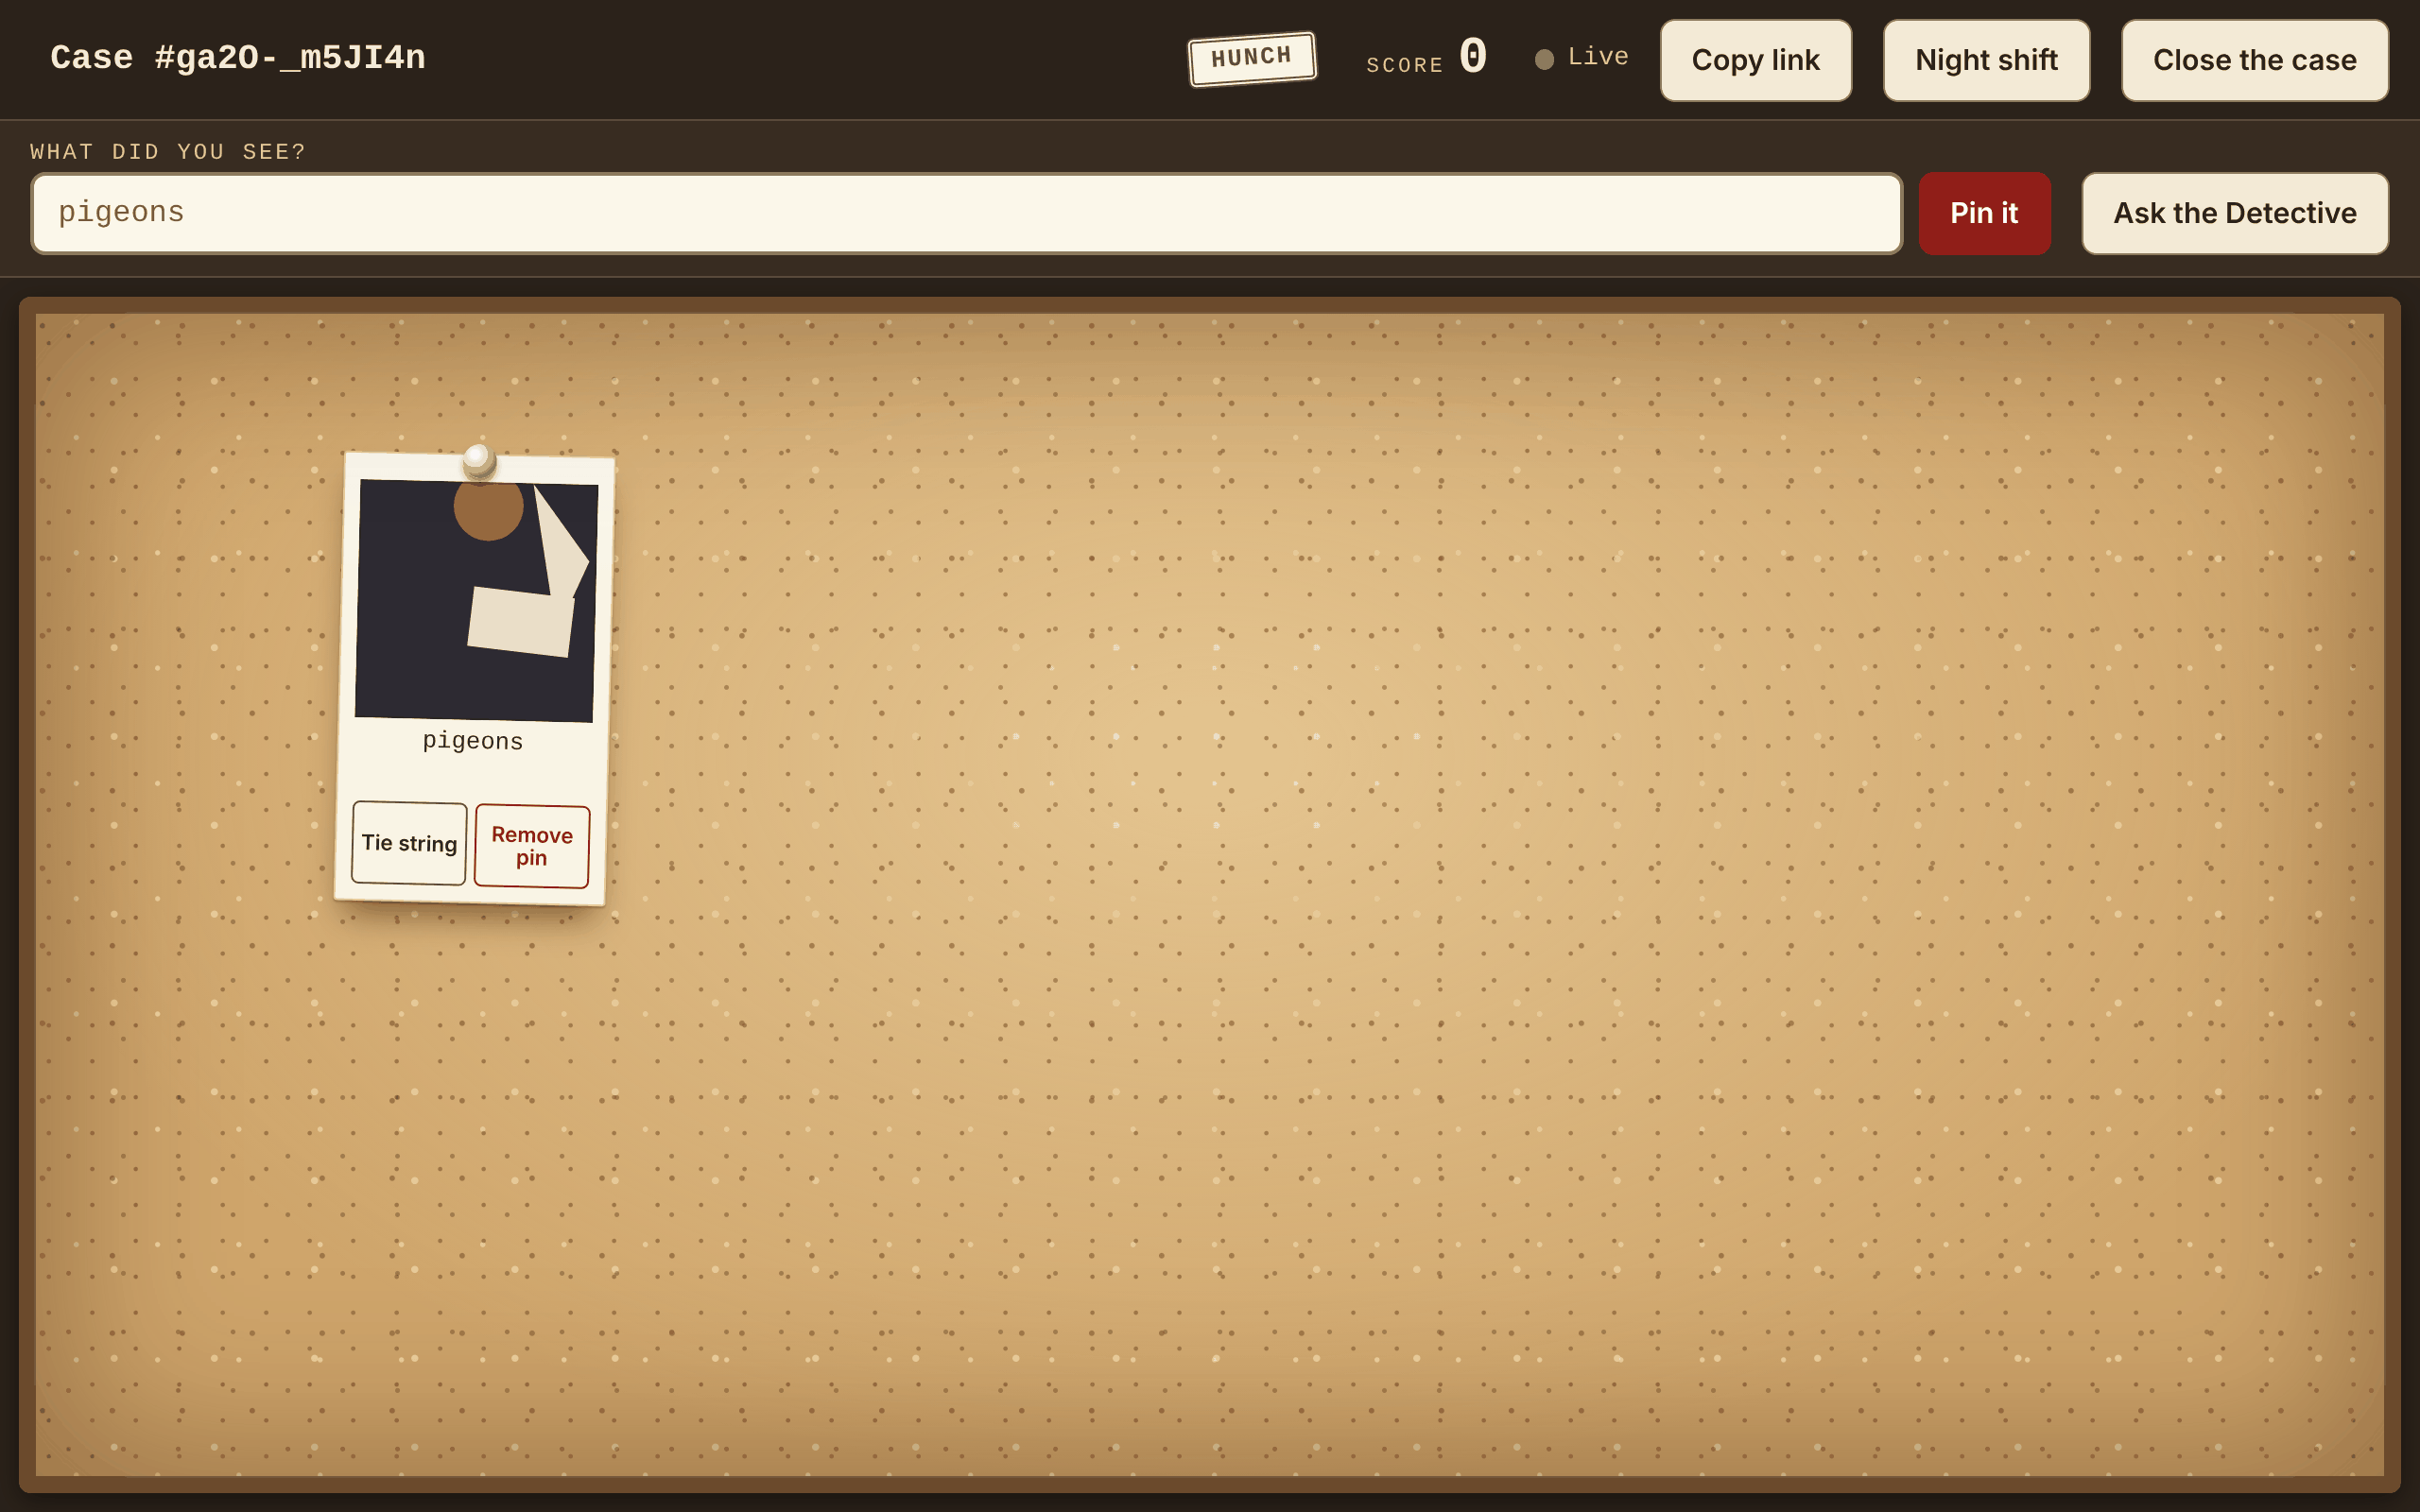 Case #ga2O-_m5JI4n
HUNCH
SCORE 0
Live
Copy link
Night shift
Close the case
WHAT DID YOU SEE?
pigeons
Pin it
Ask the Detective
pigeons
Tie string
Remove
pin